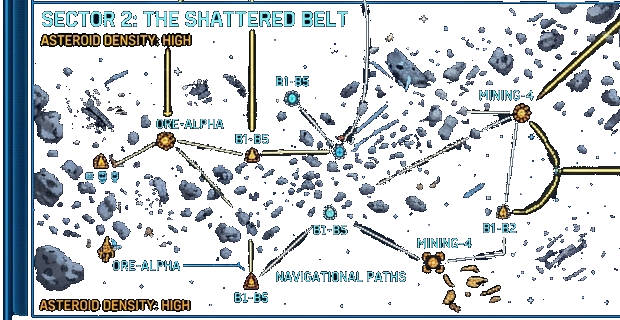 SECTOR 2: THE SHATTERED BELT
ASTEROID DENSITY: HIGH
B1-B5
MINING-4
ORE-ALPHA
B1-B5
B1-B5
B1-B2
MINING-4
ORE-ALPHA
NAVIGATIONAL PATHS
B1-B5
ASTEROID DENSITY: HIGH